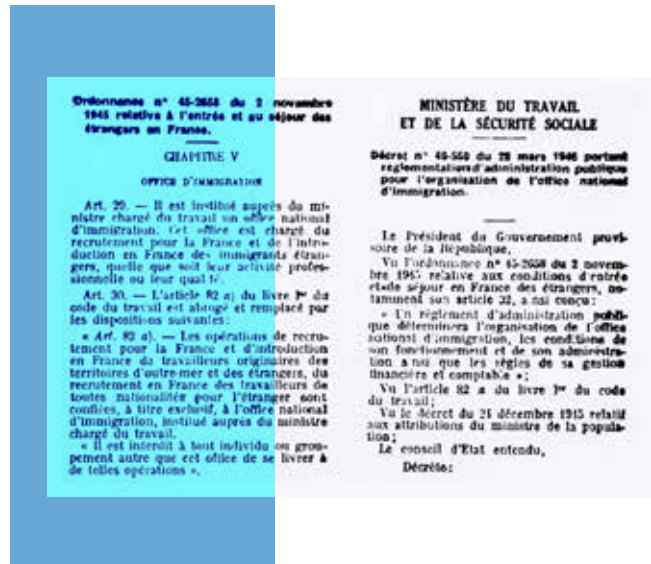 Ordonnance n° 45-2658 du 2 novembre
1945 relative à l'entrée et au séjour des
étrangers en France.
CHAPITRE V
OFFICE D'IMMIGRATION
Art. 29. — Il est institué auprès du mi-
nistre chargé du travail un office national
d'immigration. Cet office est chargé du
recrutement pour la France et de l'intro-
duction en France des immigrants étran-
gers, quelle que soit leur activité profes-
sionnelle ou leur qualité.
Art. 30. — L'article 82 a) du livre Ier du
code du travail est abrogé et remplacé par
les dispositions suivantes:
« Art. 82 a). — Les opérations de recru-
tement pour la France et d'introduction
en France de travailleurs originaires des
territoires d'outre-mer et des étrangers, du
recrutement en France des travailleurs de
toutes nationalités pour l'étranger sont
confiées, à titre exclusif, à l'office national
d'immigration, institué auprès du ministre
chargé du travail.
« Il est interdit à tout individu ou grou-
pement autre que cet office de se livrer à
de telles opérations ».
MINISTÈRE DU TRAVAIL
ET DE LA SÉCURITÉ SOCIALE
Décret n° 46-550 du 26 mars 1946 portant
réglementation d'administration publique
pour l'organisation de l'office national
d'immigration.
Le Président du Gouvernement provi-
soire de la République,
Vu l'ordonnance n° 45-2658 du 2 novem-
bre 1945 relative aux conditions d'entrée
et de séjour en France des étrangers, no-
tamment son article 32, ainsi conçu:
« Un règlement d'administration publi-
que déterminera l'organisation de l'office
national d'immigration, les conditions de
son fonctionnement et de son administra-
tion ainsi que les règles de sa gestion
financière et comptable »;
Vu l'article 82 a du livre Ier du code
du travail;
Vu le décret du 21 décembre 1945 relatif
aux attributions du ministre de la popula-
tion;
Le conseil d'Etat entendu,
Décrète: